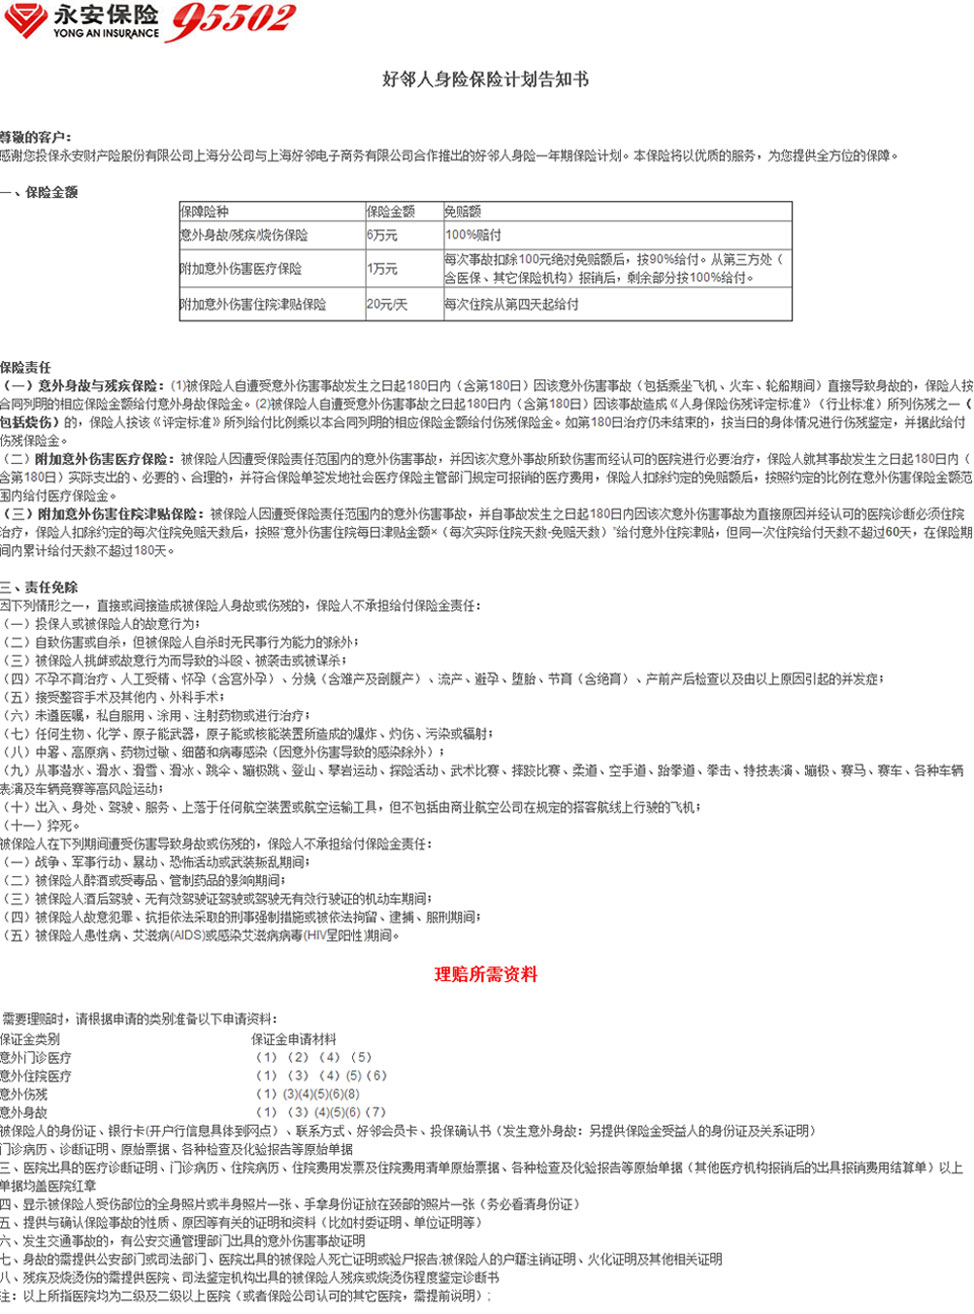 永安保险 95502
YONG AN INSURANCE
好邻人身险保险计划告知书
尊敬的客户：
感谢您投保永安财产险股份有限公司上海分公司与上海好邻电子商务有限公司合作推出的好邻人身险一年期保险计划。本保险将以优质的服务，为您提供全方位的保障。
一、保险金额
保障险种 保险金额 免赔额
意外身故/残疾/烧伤保险 6万元 100%赔付
附加意外伤害医疗保险 1万元 每次事故扣除100元绝对免赔额后，按90%给付。从第三方处（
含医保、其它保险机构）报销后，剩余部分按100%给付。
附加意外伤害住院津贴保险 20元/天 每次住院从第四天起给付
保险责任
（一）意外身故与残疾保险：(1)被保险人自遭受意外伤害事故发生之日起180日内（含第180日）因该意外伤害事故（包括乘坐飞机、火车、轮船期间）直接导致身故的，保险人按
合同列明的相应保险金额给付意外身故保险金。(2)被保险人自遭受意外伤害事故之日起180日内（含第180日）因该事故造成《人身保险伤残评定标准》（行业标准）所列伤残之一（
包括烧伤）的，保险人按该《评定标准》所列给付比例乘以本合同列明的相应保险金额给付伤残保险金。如第180日治疗仍未结束的，按当日的身体情况进行伤残鉴定，并据此给付
伤残保险金。
（二）附加意外伤害医疗保险：被保险人因遭受保险责任范围内的意外伤害事故，并因该次意外事故所致伤害而经认可的医院进行必要治疗，保险人就其事故发生之日起180日内（
含第180日）实际支出的、必要的、合理的，并符合保险单签发地社会医疗保险主管部门规定可报销的医疗费用，保险人扣除约定的免赔额后，按照约定的比例在意外伤害保险金额范
围内给付医疗保险金。
（三）附加意外伤害住院津贴保险：被保险人因遭受保险责任范围内的意外伤害事故，并自事故发生之日起180日内因该次意外伤害事故为直接原因并经认可的医院诊断必须住院
治疗，保险人扣除约定的每次住院免赔天数后，按照“意外伤害住院每日津贴金额×（每次实际住院天数-免赔天数）”给付意外住院津贴，但同一次住院给付天数不超过60天，在保险期
间内累计给付天数不超过180天。
三、责任免除
因下列情形之一，直接或间接造成被保险人身故或伤残的，保险人不承担给付保险金责任：
（一）投保人或被保险人的故意行为；
（二）自致伤害或自杀，但被保险人自杀时无民事行为能力的除外；
（三）被保险人挑衅或故意行为而导致的斗殴、被袭击或被谋杀；
（四）不孕不育治疗、人工受精、怀孕（含宫外孕）、分娩（含难产及剖腹产）、流产、避孕、堕胎、节育（含绝育）、产前产后检查以及由以上原因引起的并发症；
（五）接受整容手术及其他内、外科手术；
（六）未遵医嘱，私自服用、涂用、注射药物或进行治疗；
（七）任何生物、化学、原子能武器，原子能或核能装置所造成的爆炸、灼伤、污染或辐射；
（八）中暑、高原病、药物过敏、细菌和病毒感染（因意外伤害导致的感染除外）；
（九）从事潜水、滑水、滑雪、滑冰、跳伞、蹦极跳、登山、攀岩运动、探险活动、武术比赛、摔跤比赛、柔道、空手道、跆拳道、拳击、特技表演、蹦极、赛马、赛车、各种车辆
表演及车辆竞赛等高风险运动；
（十）出入、身处、驾驶、服务、上落于任何航空装置或航空运输工具，但不包括由商业航空公司在规定的搭客航线上行驶的飞机；
（十一）猝死。
被保险人在下列期间遭受伤害导致身故或伤残的，保险人不承担给付保险金责任：
（一）战争、军事行动、暴动、恐怖活动或武装叛乱期间；
（二）被保险人醉酒或受毒品、管制药品的影响期间；
（三）被保险人酒后驾驶、无有效驾驶证驾驶或驾驶无有效行驶证的机动车期间；
（四）被保险人故意犯罪、抗拒依法采取的刑事强制措施或被依法拘留、逮捕、服刑期间；
（五）被保险人患性病、艾滋病(AIDS)或感染艾滋病病毒(HIV呈阳性)期间。
理赔所需资料
需要理赔时，请根据申请的类别准备以下申请资料：
保证金类别 保证金申请材料
意外门诊医疗 （1）（2）（4）（5）
意外住院医疗 （1）（3）（4）(5)（6）
意外伤残 （1）(3)(4)(5)(6)(8)
意外身故 （1）（3）(4)(5)(6)（7）
被保险人的身份证、银行卡(开户行信息具体到网点）、联系方式、好邻会员卡、投保确认书（发生意外身故：另提供保险金受益人的身份证及关系证明）
门诊病历、诊断证明、原始票据、各种检查及化验报告等原始单据
三、医院出具的医疗诊断证明、门诊病历、住院病历、住院费用发票及住院费用清单原始票据、各种检查及化验报告等原始单据（其他医疗机构报销后的出具报销费用结算单）以上
单据均盖医院红章
四、显示被保险人受伤部位的全身照片或半身照片一张、手拿身份证放在颈部的照片一张（务必看清身份证）
五、提供与确认保险事故的性质、原因等有关的证明和资料（比如村委证明、单位证明等）
六、发生交通事故的，有公安交通管理部门出具的意外伤害事故证明
七、身故的需提供公安部门或司法部门、医院出具的被保险人死亡证明或验尸报告;被保险人的户籍注销证明、火化证明及其他相关证明
八、残疾及烧烫伤的需提供医院、司法鉴定机构出具的被保险人残疾或烧烫伤程度鉴定诊断书
注：以上所指医院均为二级及二级以上医院（或者保险公司认可的其它医院，需提前说明）；